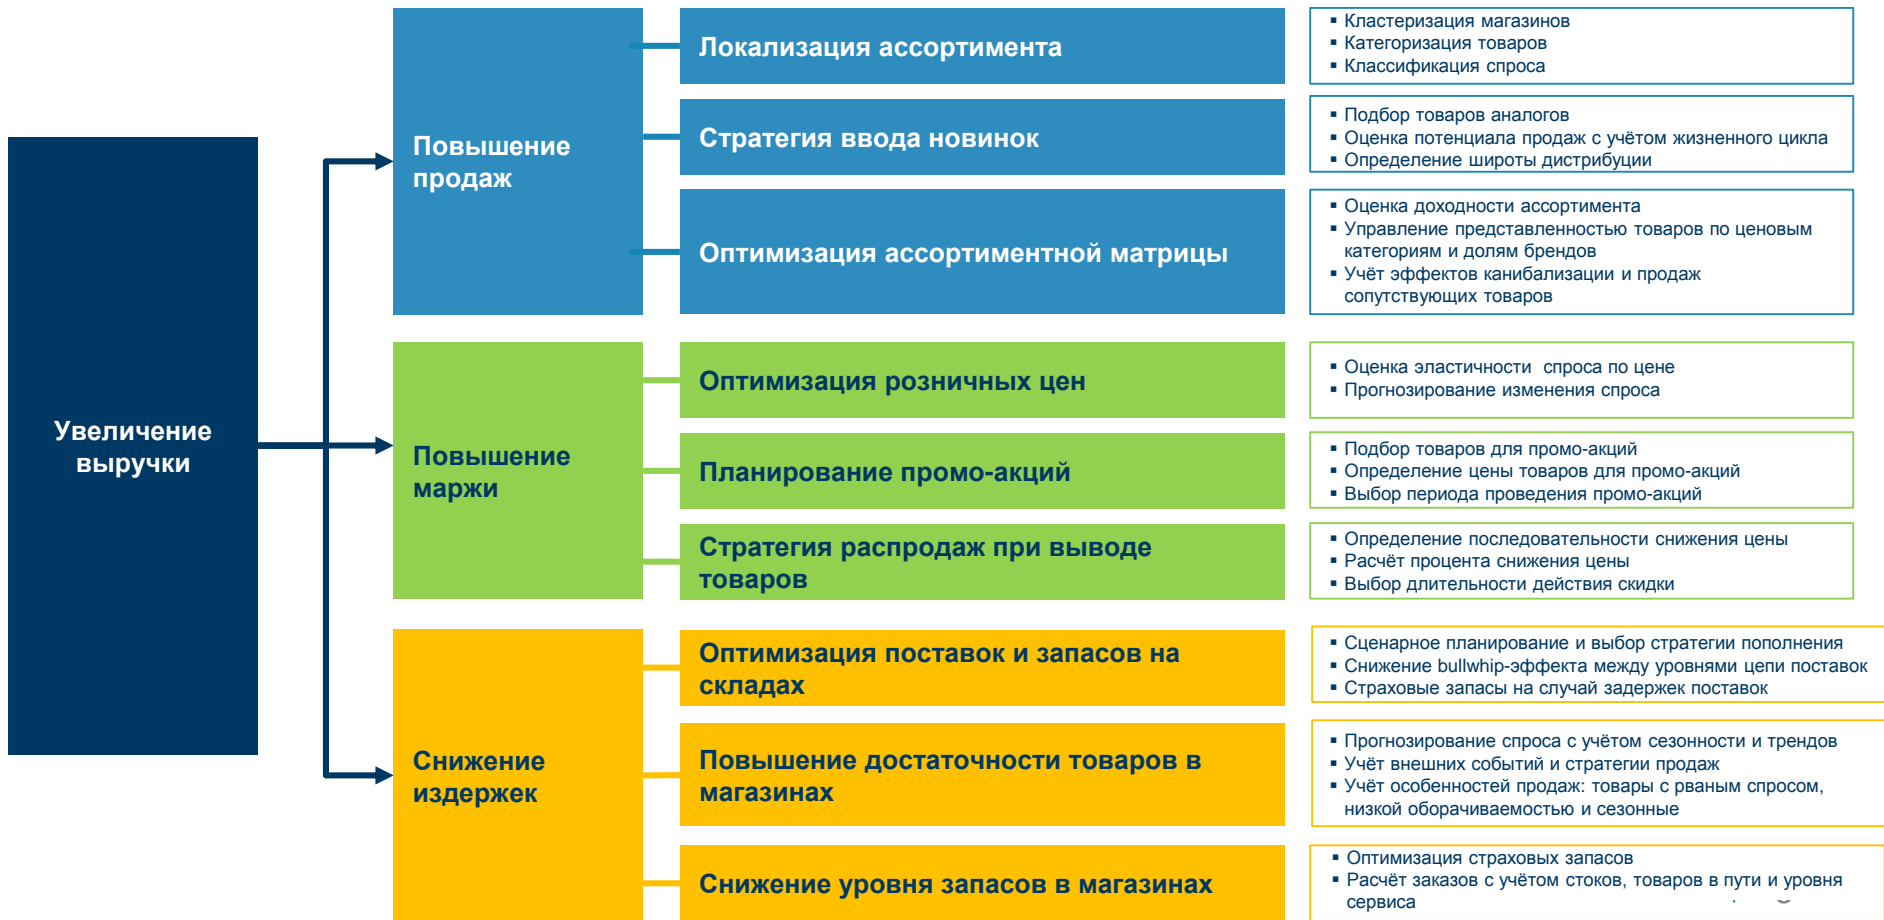 Увеличение
выручки
Повышение
продаж
Локализация ассортимента
▪ Кластеризация магазинов
▪ Категоризация товаров
▪ Классификация спроса
Стратегия ввода новинок
▪ Подбор товаров аналогов
▪ Оценка потенциала продаж с учётом жизненного цикла
▪ Определение широты дистрибуции
Оптимизация ассортиментной матрицы
▪ Оценка доходности ассортимента
▪ Управление представленностью товаров по ценовым
категориям и долям брендов
▪ Учёт эффектов канибализации и продаж
сопутствующих товаров
Повышение
маржи
Оптимизация розничных цен
▪ Оценка эластичности спроса по цене
▪ Прогнозирование изменения спроса
Планирование промо-акций
▪ Подбор товаров для промо-акций
▪ Определение цены товаров для промо-акций
▪ Выбор периода проведения промо-акций
Стратегия распродаж при выводе
товаров
▪ Определение последовательности снижения цены
▪ Расчёт процента снижения цены
▪ Выбор длительности действия скидки
Снижение
издержек
Оптимизация поставок и запасов на
складах
▪ Сценарное планирование и выбор стратегии пополнения
▪ Снижение bullwhip-эффекта между уровнями цепи поставок
▪ Страховые запасы на случай задержек поставок
Повышение достаточности товаров в
магазинах
▪ Прогнозирование спроса с учётом сезонности и трендов
▪ Учёт внешних событий и стратегии продаж
▪ Учёт особенностей продаж: товары с рваным спросом,
низкой оборачиваемостью и сезонные
Снижение уровня запасов в магазинах
▪ Оптимизация страховых запасов
▪ Расчёт заказов с учётом стоков, товаров в пути и уровня
сервиса